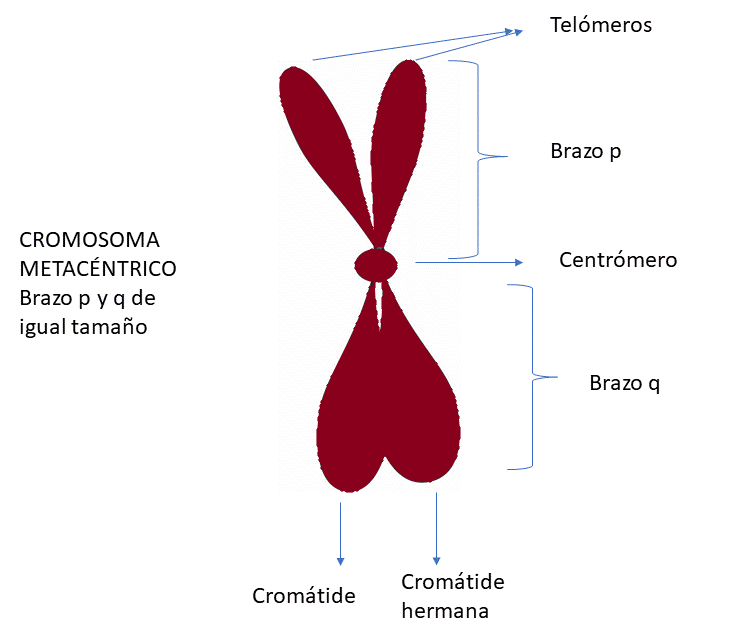 Telómeros
Brazo p
CROMOSOMA
METACÉNTRICO
Brazo p y q de
igual tamaño
Centrómero
Brazo q
Cromátide
Cromátide
hermana